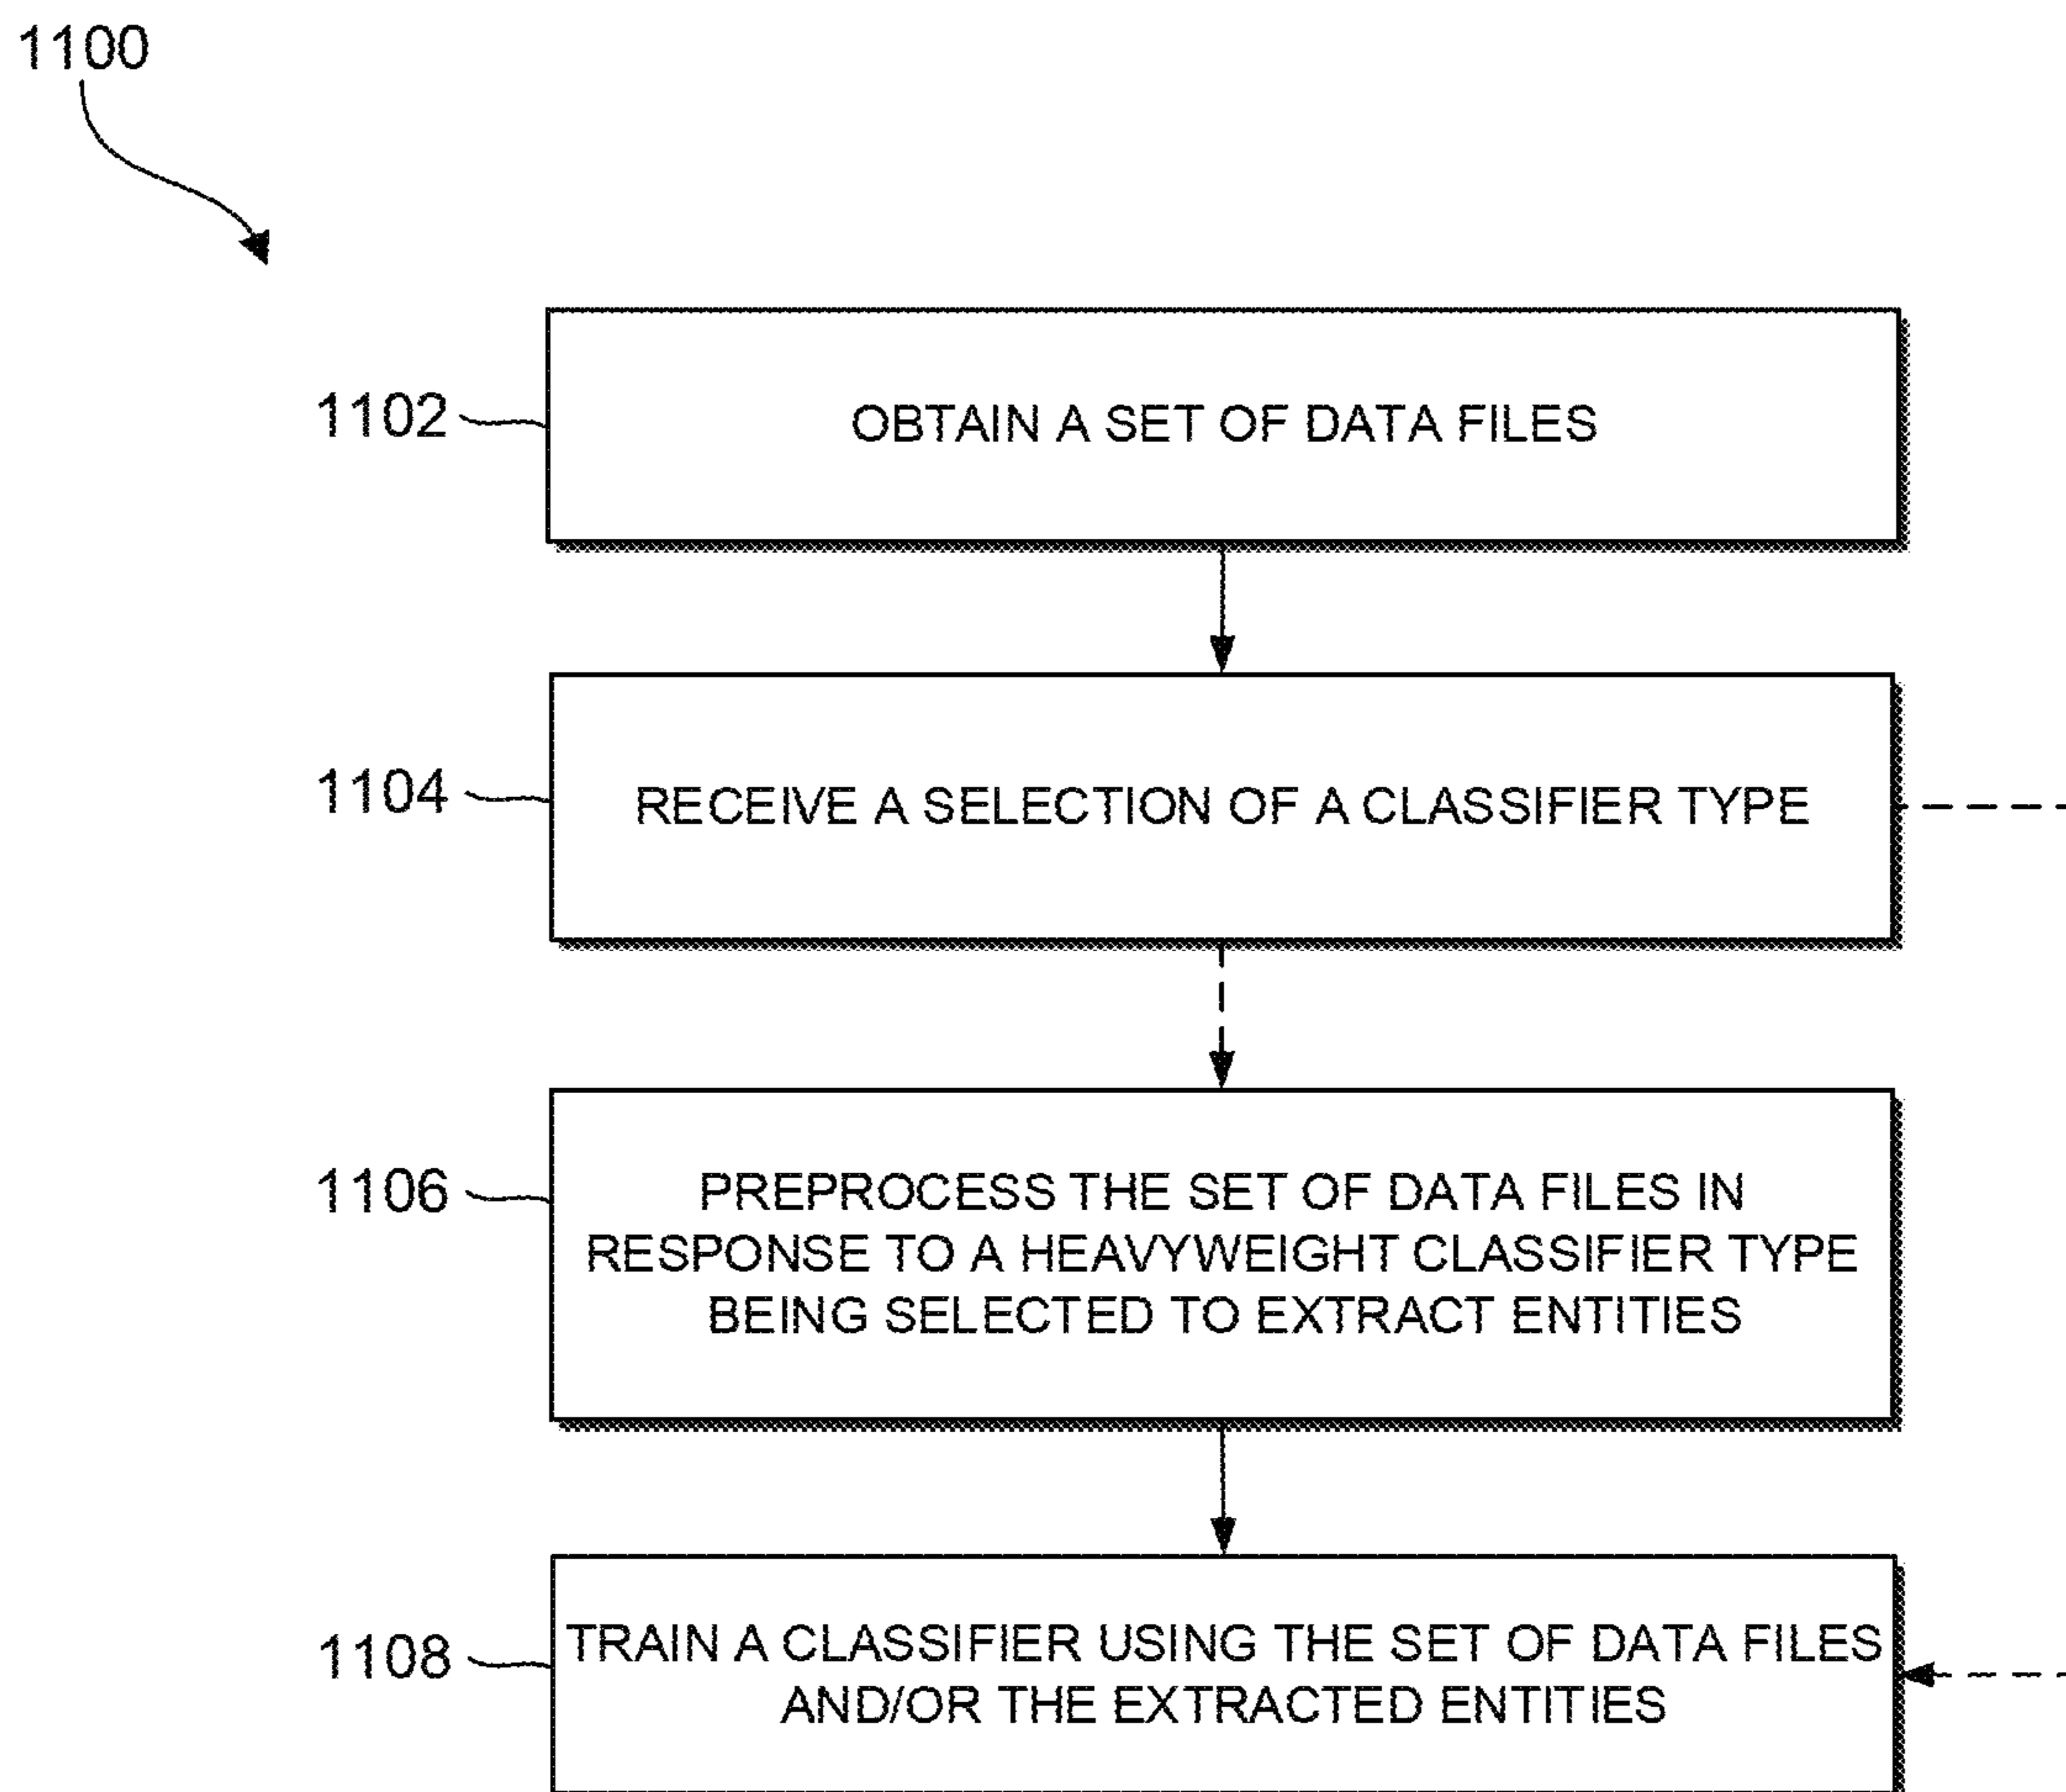 1100
1102
OBTAIN A SET OF DATA FILES
1104
RECEIVE A SELECTION OF A CLASSIFIER TYPE
1106
PREPROCESS THE SET OF DATA FILES IN
RESPONSE TO A HEAVYWEIGHT CLASSIFIER TYPE
BEING SELECTED TO EXTRACT ENTITIES
1108
TRAIN A CLASSIFIER USING THE SET OF DATA FILES
AND/OR THE EXTRACTED ENTITIES